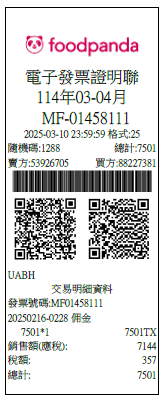 foodpanda
電子發票證明聯
114年03-04月
MF-01458111
2025-03-10 23:59:59 格式:25
隨機碼:1288 總計:7501
賣方:53926705 買方:88227381
UABH
交易明細資料
發票號碼:MF01458111
20250216-0228 佣金
7501*1 7501TX
銷售額(應稅): 7144
稅額: 357
總計: 7501